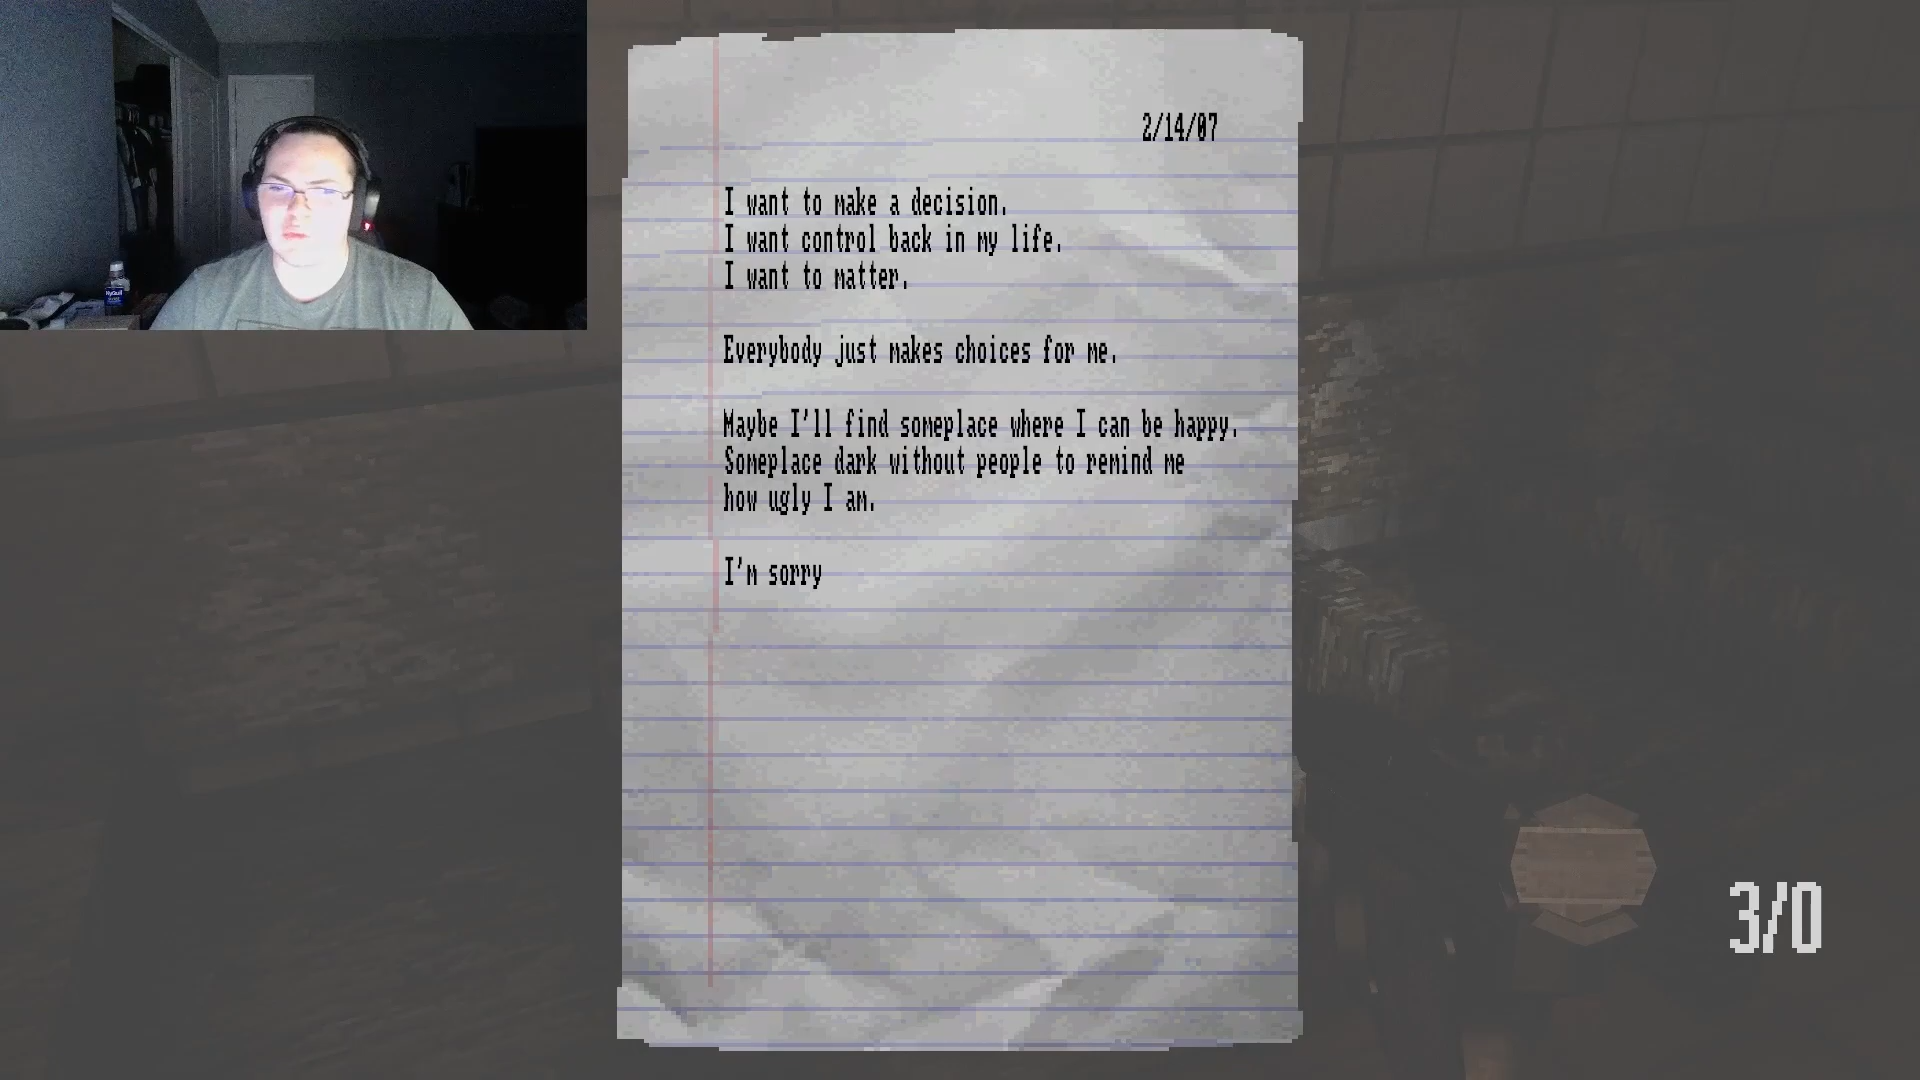 2/14/07
I want to make a decision.
I want control back in my life.
I want to matter.
Everybody just makes choices for me.
Maybe I'll find someplace where I can be happy.
Someplace dark without people to remind me
how ugly I am.
I'm sorry
3/0
NyQuil